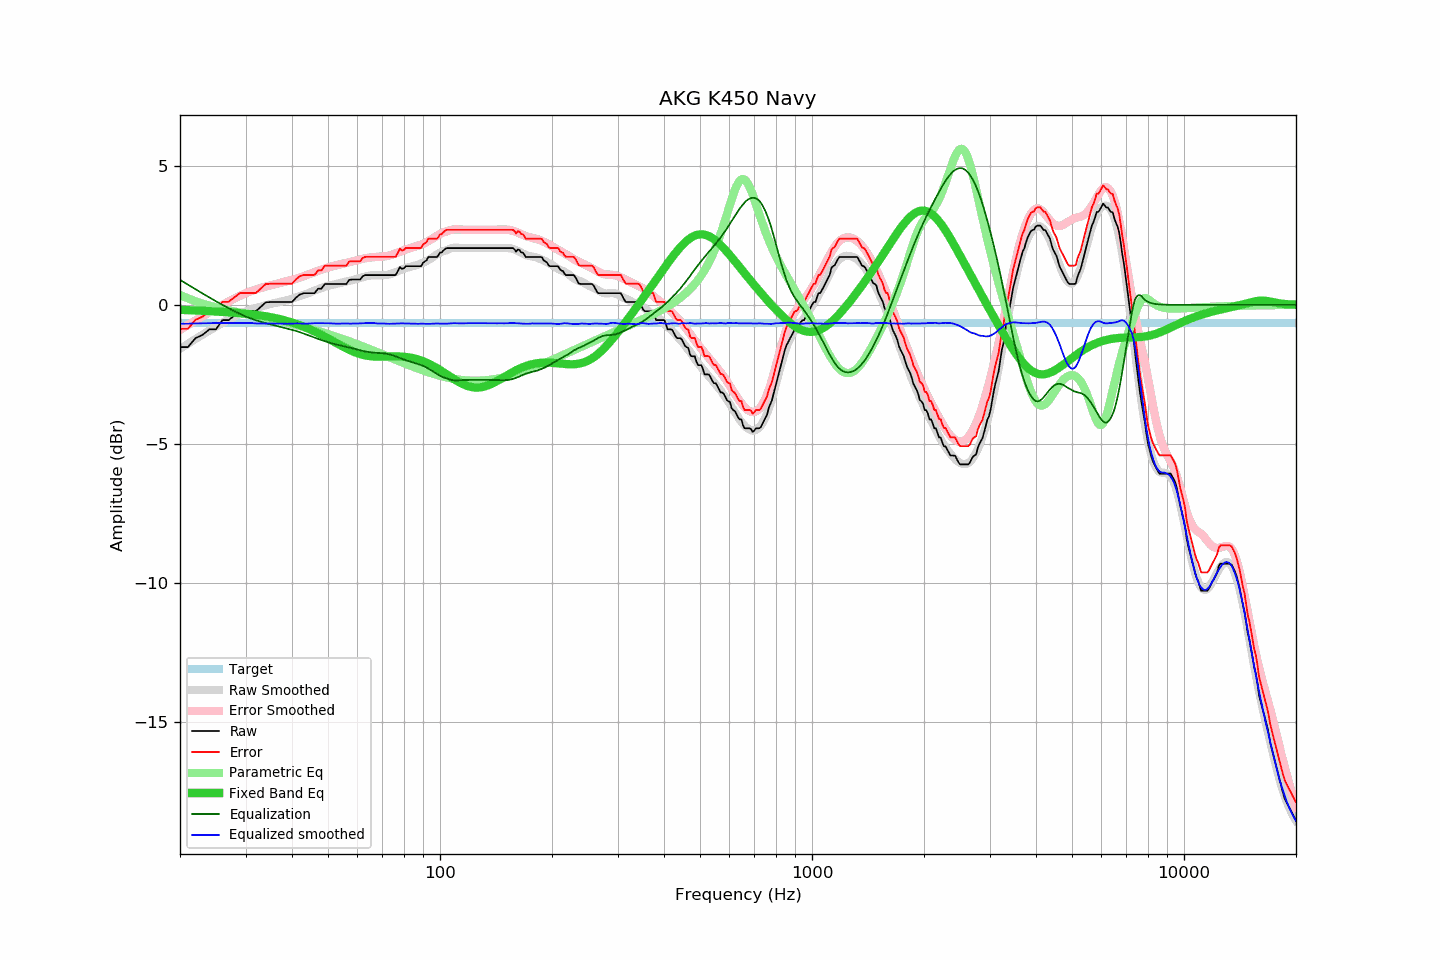 AKG K450 Navy
5
0
−5
−10
−15
Amplitude (dBr)
Target
Raw Smoothed
Error Smoothed
Raw
Error
Parametric Eq
Fixed Band Eq
Equalization
Equalized smoothed
100
1000
10000
Frequency (Hz)